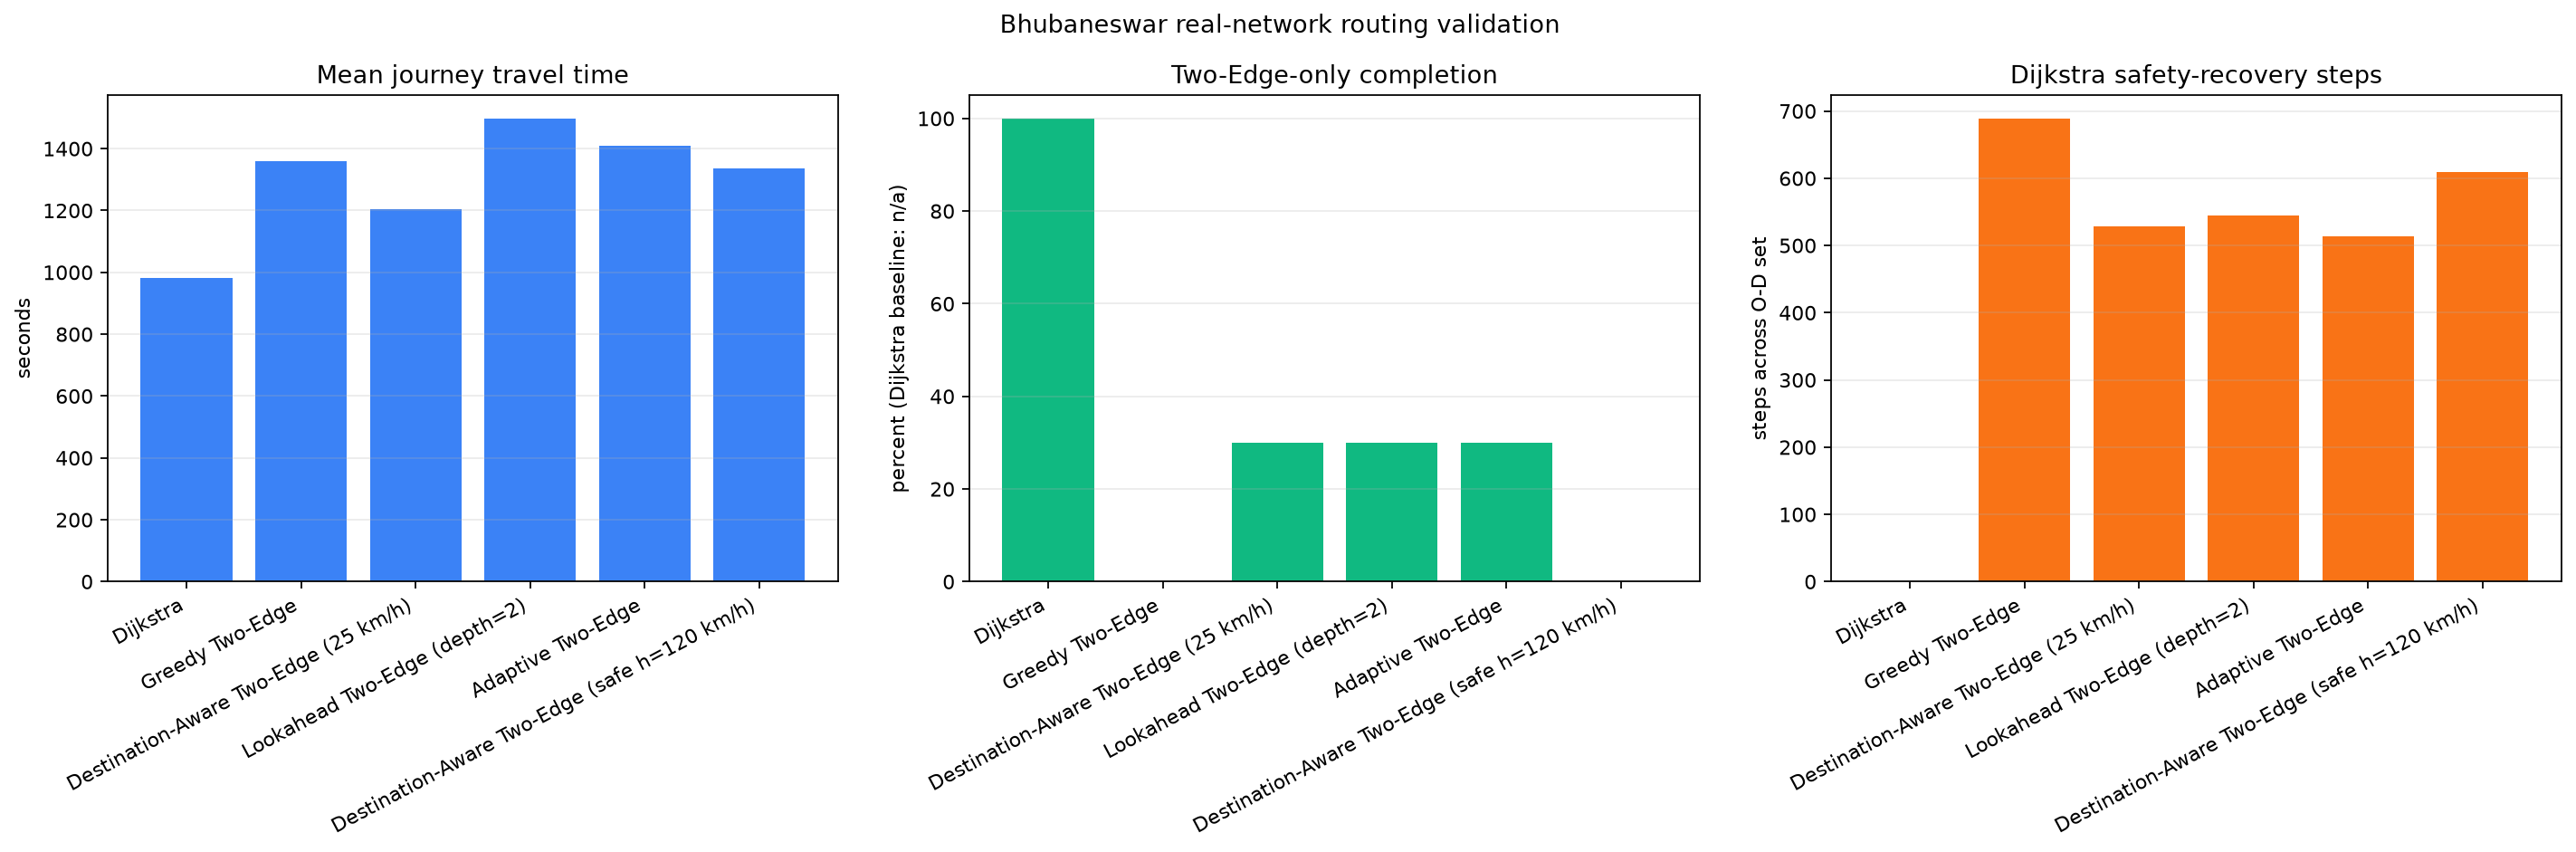 Bhubaneswar real-network routing validation
Mean journey travel time
seconds
1400
1200
1000
800
600
400
200
0
Dijkstra
Greedy Two-Edge
Destination-Aware Two-Edge (25 km/h)
Lookahead Two-Edge (depth=2)
Adaptive Two-Edge
Destination-Aware Two-Edge (safe h=120 km/h)
Two-Edge-only completion
percent (Dijkstra baseline: n/a)
100
80
60
40
20
0
Dijkstra
Greedy Two-Edge
Destination-Aware Two-Edge (25 km/h)
Lookahead Two-Edge (depth=2)
Adaptive Two-Edge
Destination-Aware Two-Edge (safe h=120 km/h)
Dijkstra safety-recovery steps
steps across O-D set
700
600
500
400
300
200
100
0
Dijkstra
Greedy Two-Edge
Destination-Aware Two-Edge (25 km/h)
Lookahead Two-Edge (depth=2)
Adaptive Two-Edge
Destination-Aware Two-Edge (safe h=120 km/h)